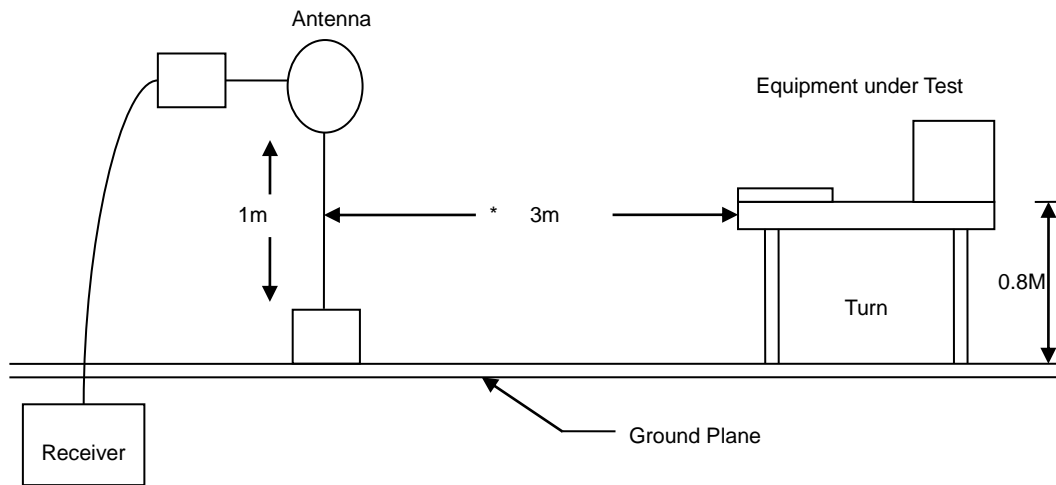 Antenna
Equipment under Test
1m
* 3m
0.8M
Turn
Ground Plane
Receiver